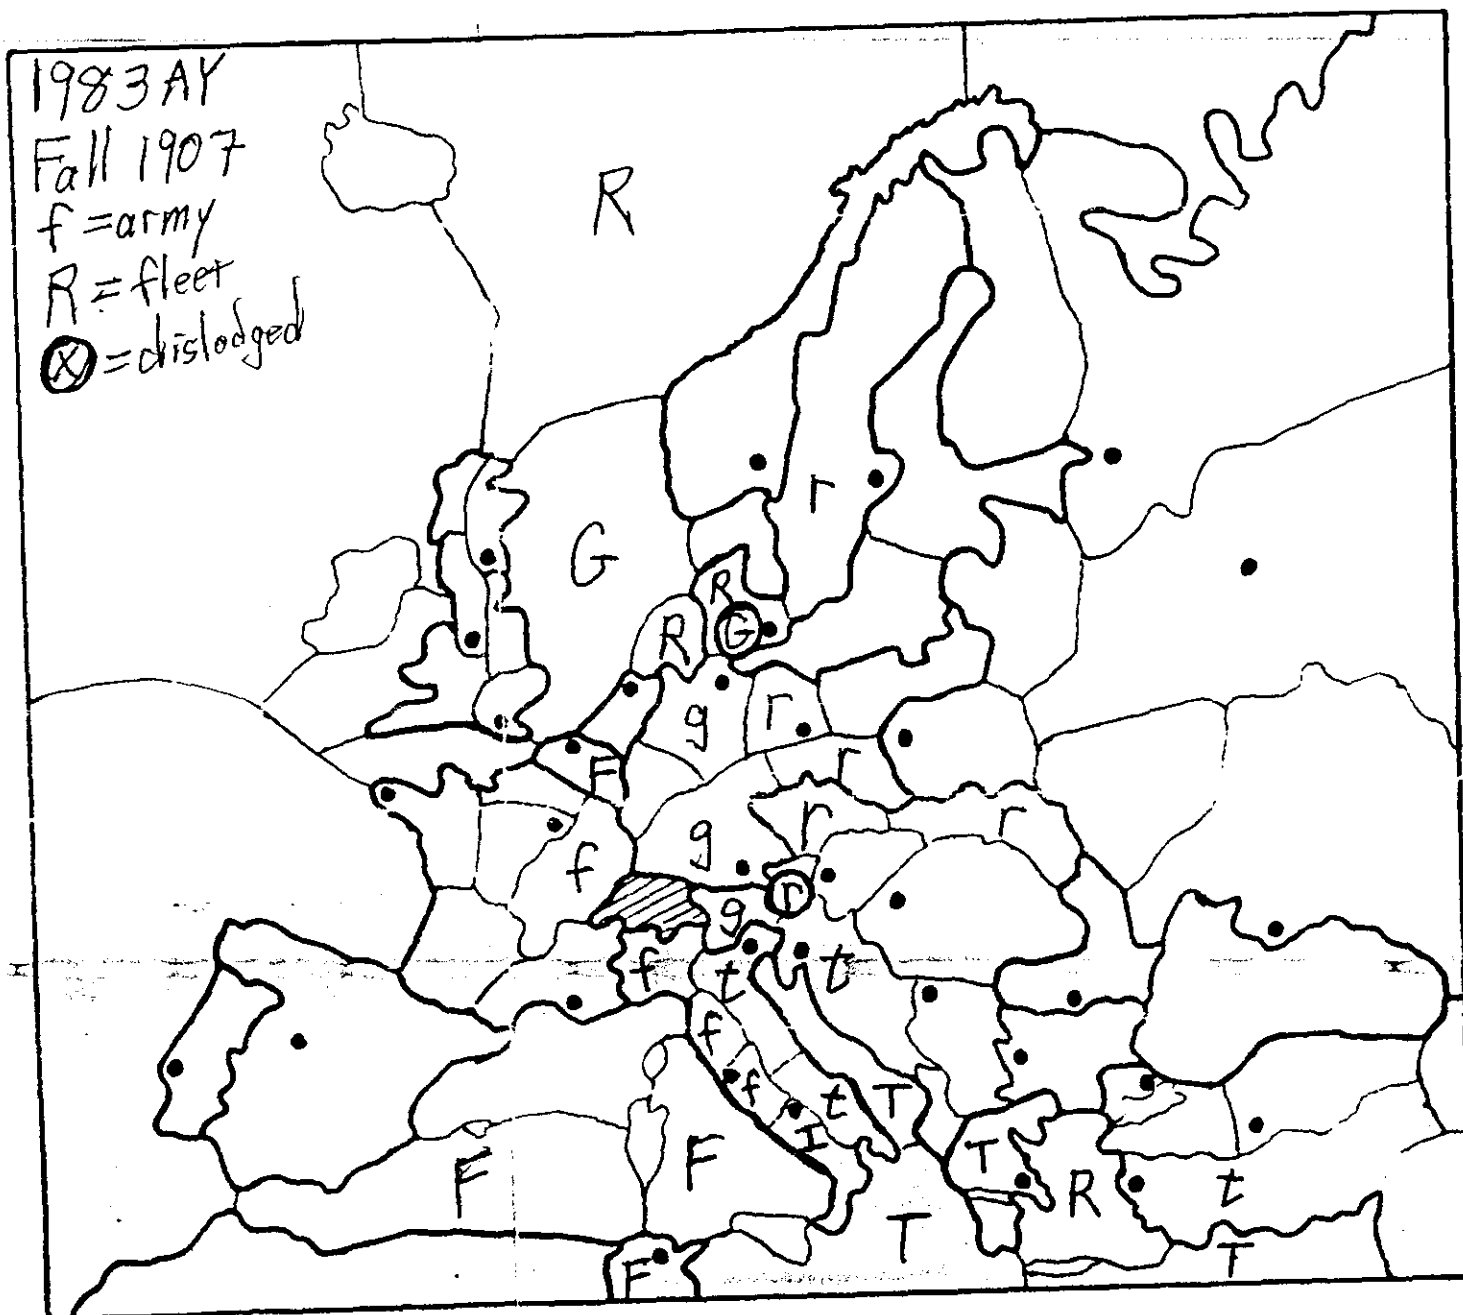 1983AY
Fall 1907
f = army
R = fleet
X = dislodged
R
r
G
R
R
G
g
r
F
r
r
r
g
f
r
g
f
t
t
f
f
t
T
I
F
F
T
R
t
T
T
F